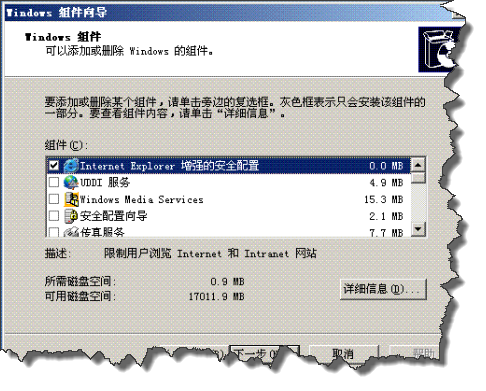 Windows 组件向导
Windows 组件
可以添加或删除 Windows 的组件。
要添加或删除某个组件，请单击旁边的复选框。灰色框表示只会安装该组件的
一部分。要查看组件内容，请单击“详细信息”。
组件(C):
Internet Explorer 增强的安全配置 0.0 MB
UDDI 服务 4.9 MB
Windows Media Services 15.3 MB
安全配置向导 2.1 MB
传真服务 7.7 MB
描述: 限制用户浏览 Internet 和 Intranet 网站
所需磁盘空间: 0.9 MB
可用磁盘空间: 17011.9 MB
详细信息(D)...
下一步
取消
帮助